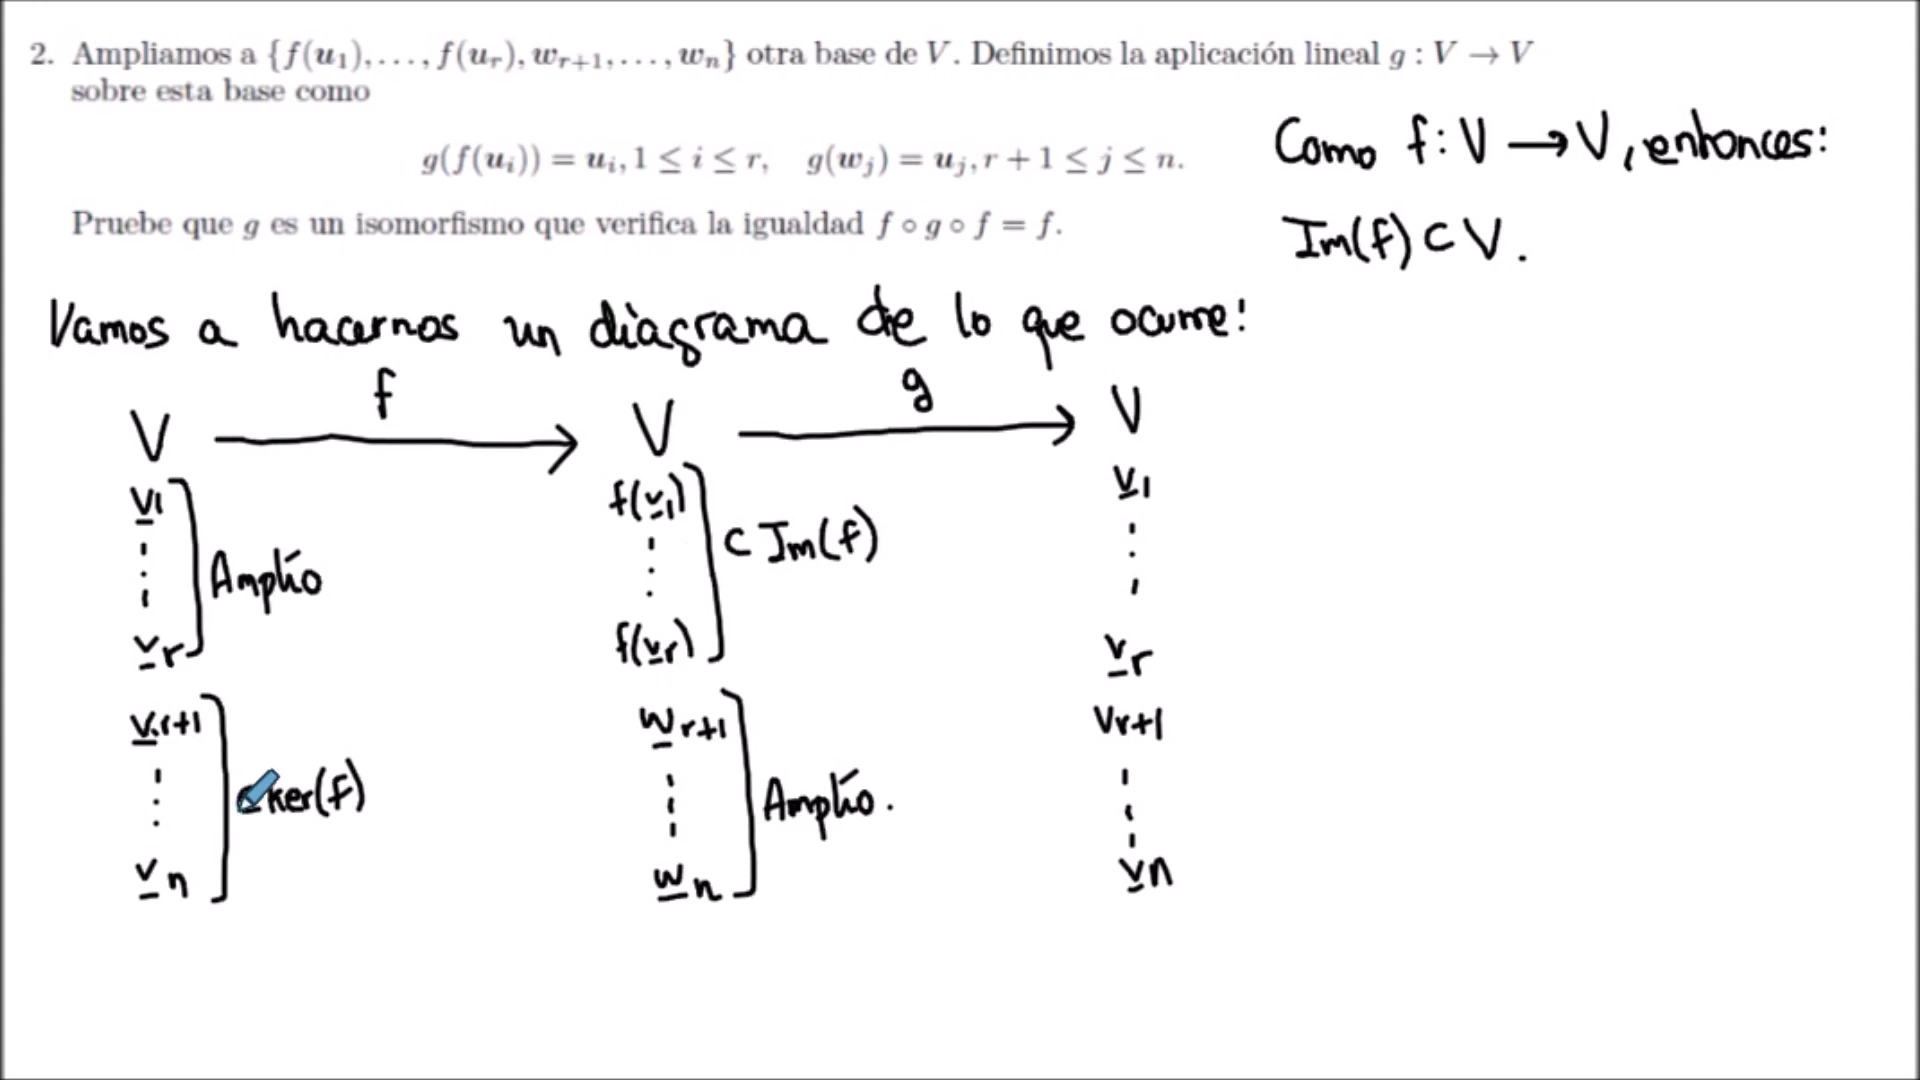 2. Ampliamos a {f(u₁), . . . , f(uᵣ), wᵣ₊₁, . . . , wₙ} otra base de V. Definimos la aplicación lineal g : V → V
sobre esta base como
g(f(uᵢ)) = uᵢ, 1 ≤ i ≤ r,   g(wⱼ) = uⱼ, r + 1 ≤ j ≤ n.
Pruebe que g es un isomorfismo que verifica la igualdad f ∘ g ∘ f = f.
Como f: V → V, entonces:
Im(f) ⊂ V.
Vamos a hacernos un diagrama de lo que ocurre:
f g
V → V → V
v1 f(v1) v1
Amplío ⊂ Im(f)
vr f(vr) vr
vr+1 wr+1 vr+1
ker(f) Amplío.
vn wn vn